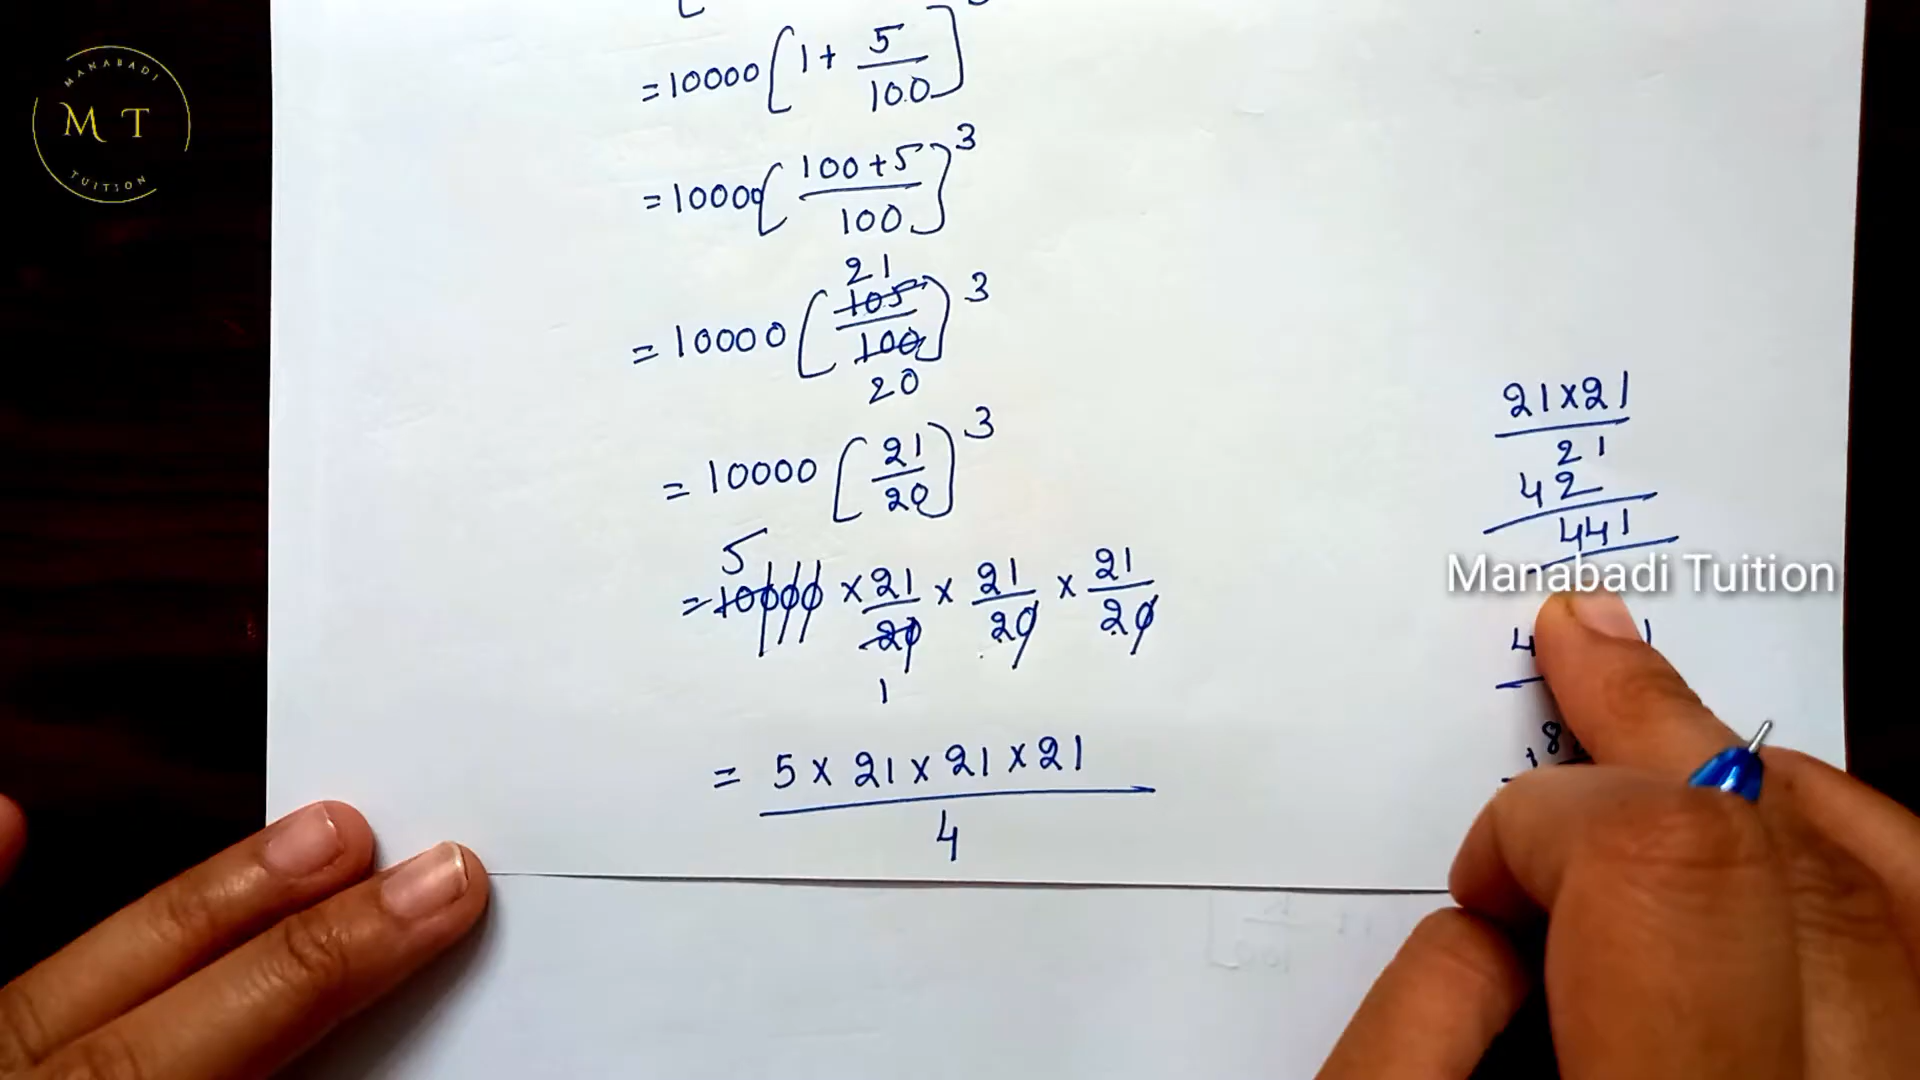 MANABADI
M T
TUITION
=10000[1+ 5/100]
=10000[100+5/100]3
21
=10000[105/100]3
20
=10000[21/20]3
5
=10000 × 21/20 × 21/20 × 21/20
1
= 5 × 21 × 21 × 21
4
21×21
21
42
441
Manabadi Tuition